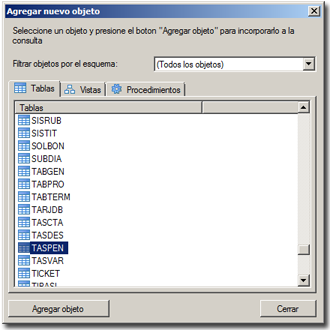 Agregar nuevo objeto
Seleccione un objeto y presione el boton "Agregar objeto" para incorporarlo a la
consulta
Filtrar objetos por el esquema:
(Todos los objetos)
Tablas
Vistas
Procedimientos
Tablas
SISRUB
SISTIT
SOLBON
SUBDIA
TABGEN
TABPRO
TABTERM
TARJDB
TASCTA
TASDES
TASPEN
TASVAR
TICKET
Agregar objeto
Cerrar